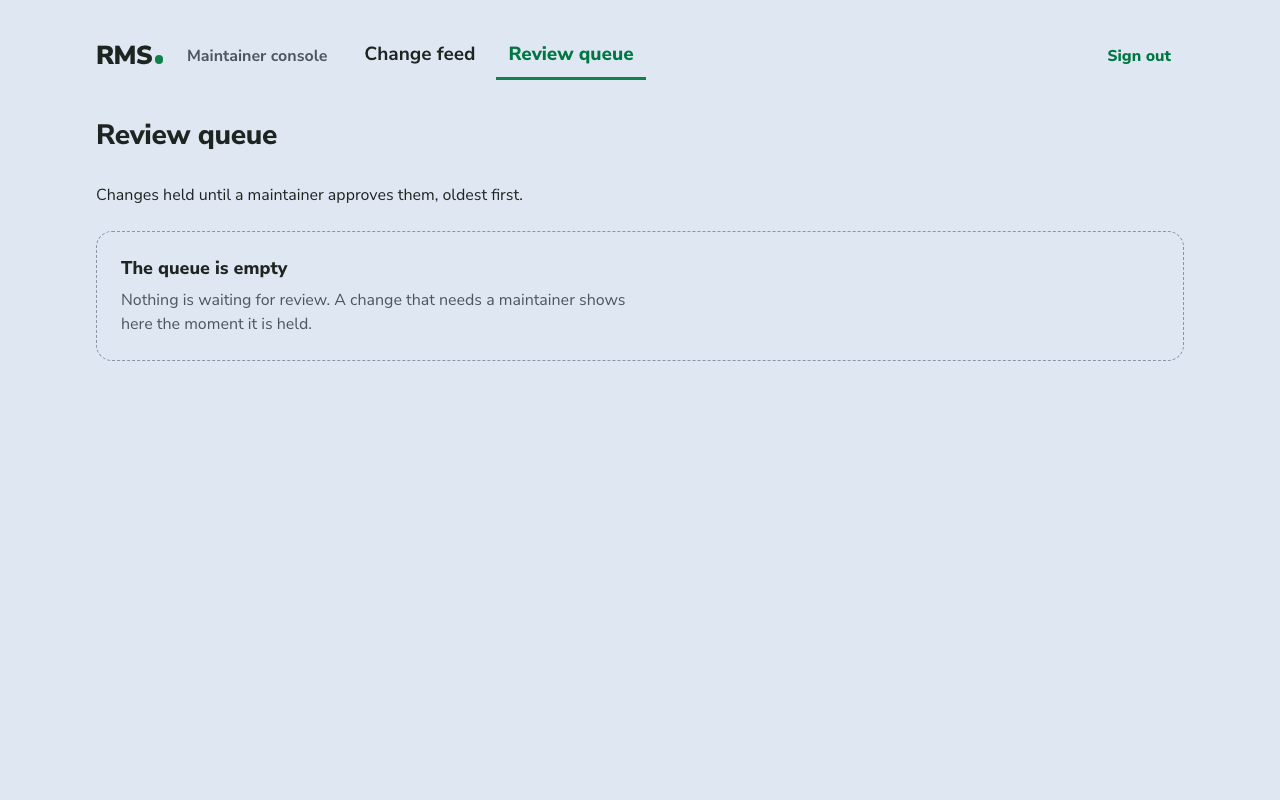 RMS. Maintainer console Change feed Review queue Sign out
Review queue
Changes held until a maintainer approves them, oldest first.
The queue is empty
Nothing is waiting for review. A change that needs a maintainer shows
here the moment it is held.